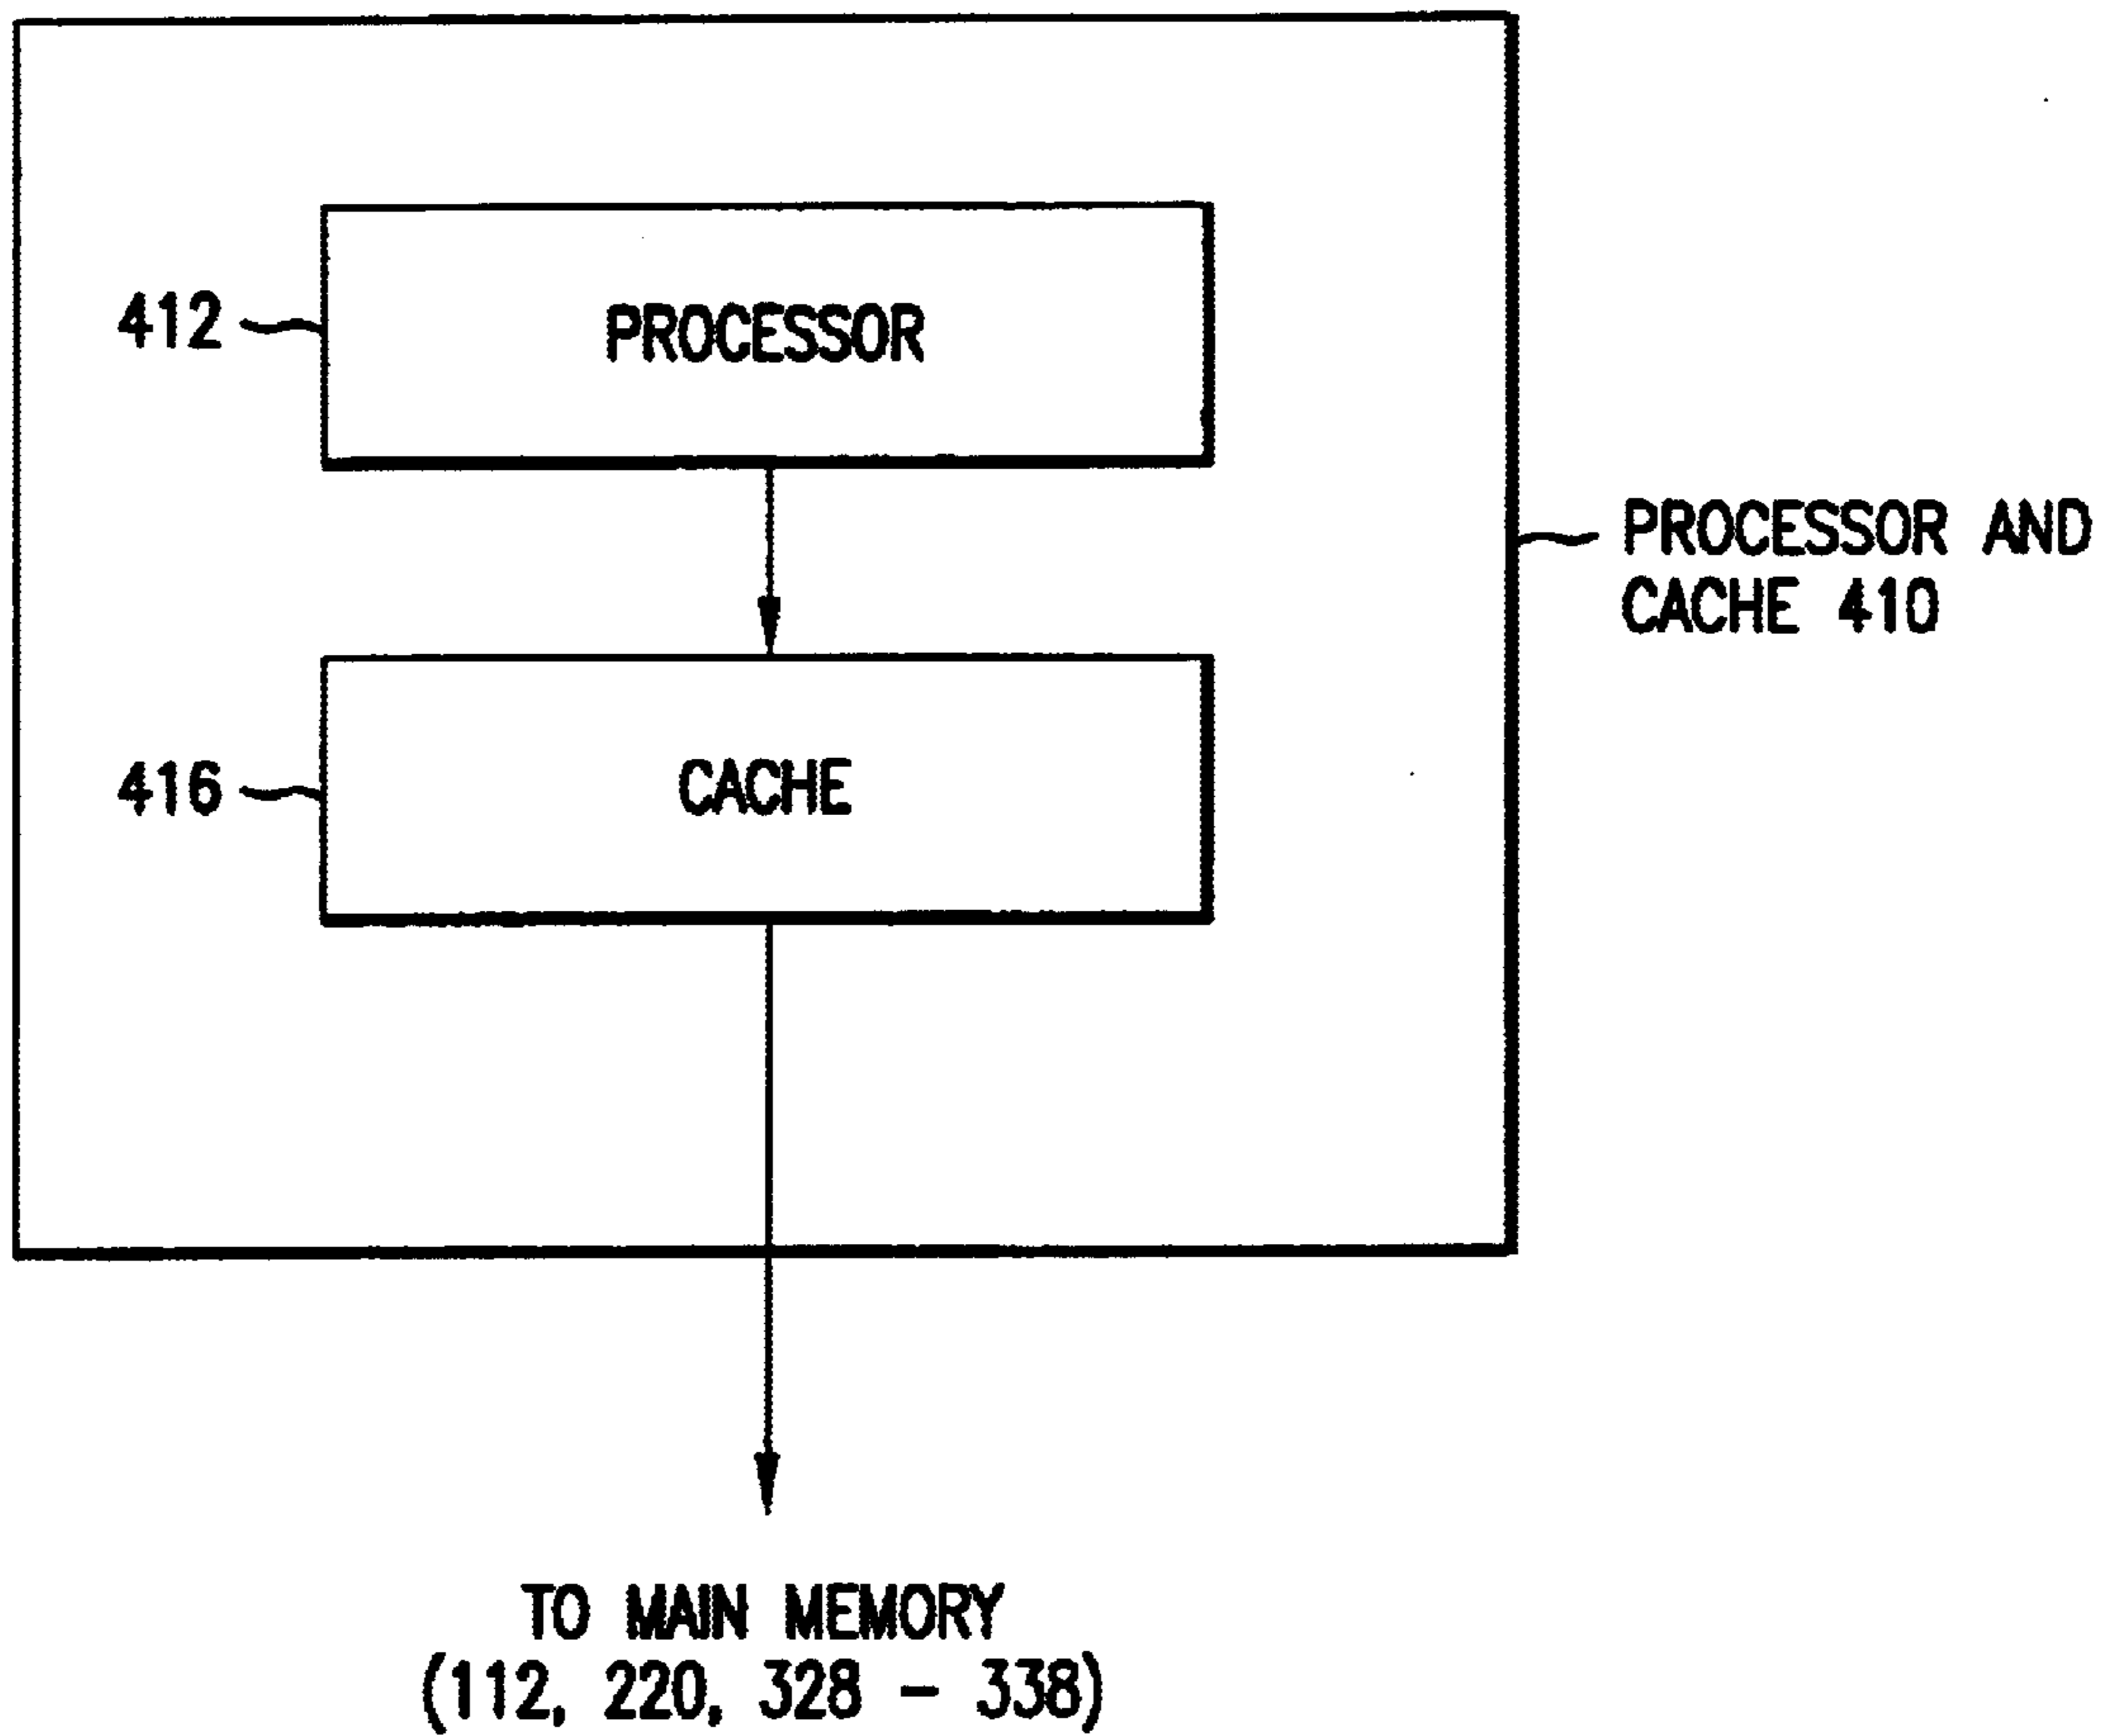 412
PROCESSOR
PROCESSOR AND
CACHE 410
416
CACHE
TO MAIN MEMORY
(112, 220, 328 - 338)